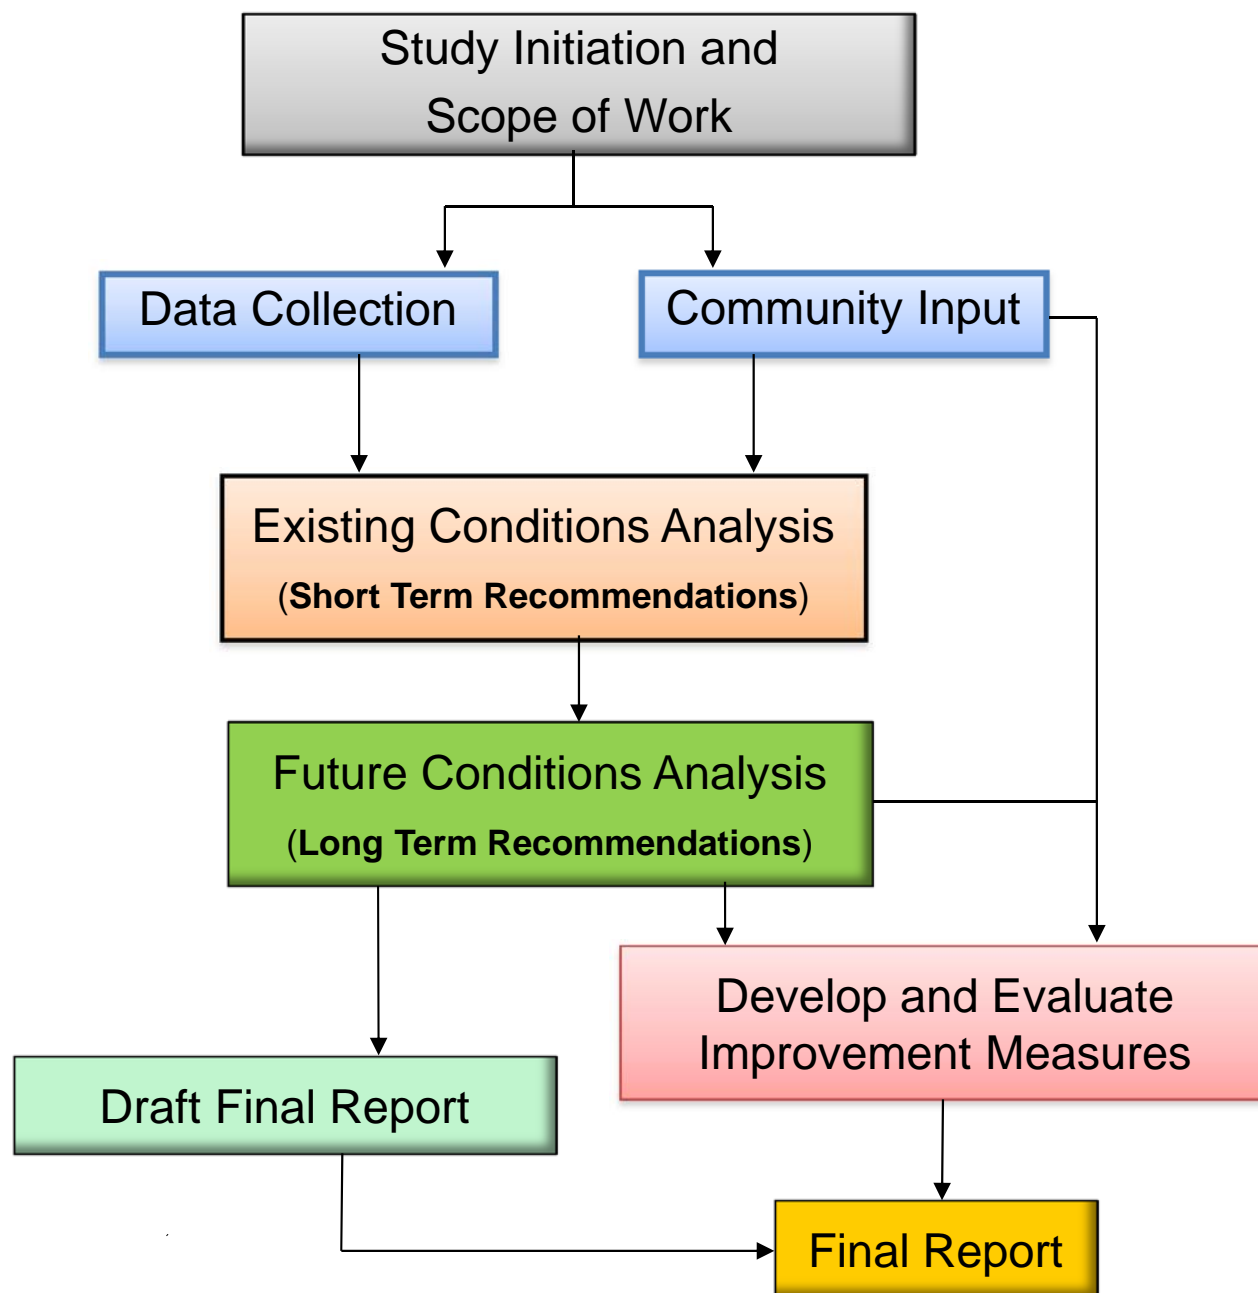 Study Initiation and
Scope of Work
Data Collection
Community Input
Existing Conditions Analysis
(Short Term Recommendations)
Future Conditions Analysis
(Long Term Recommendations)
Develop and Evaluate
Improvement Measures
Draft Final Report
Final Report